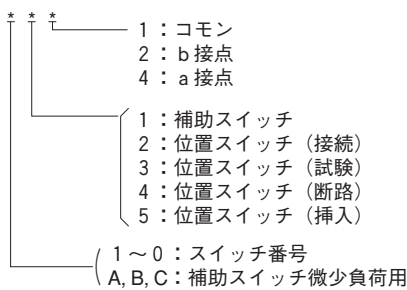 * * *
1：コモン
2：b接点
4：a接点
1：補助スイッチ
2：位置スイッチ（接続）
3：位置スイッチ（試験）
4：位置スイッチ（断路）
5：位置スイッチ（挿入）
1～0：スイッチ番号
A, B, C：補助スイッチ微少負荷用